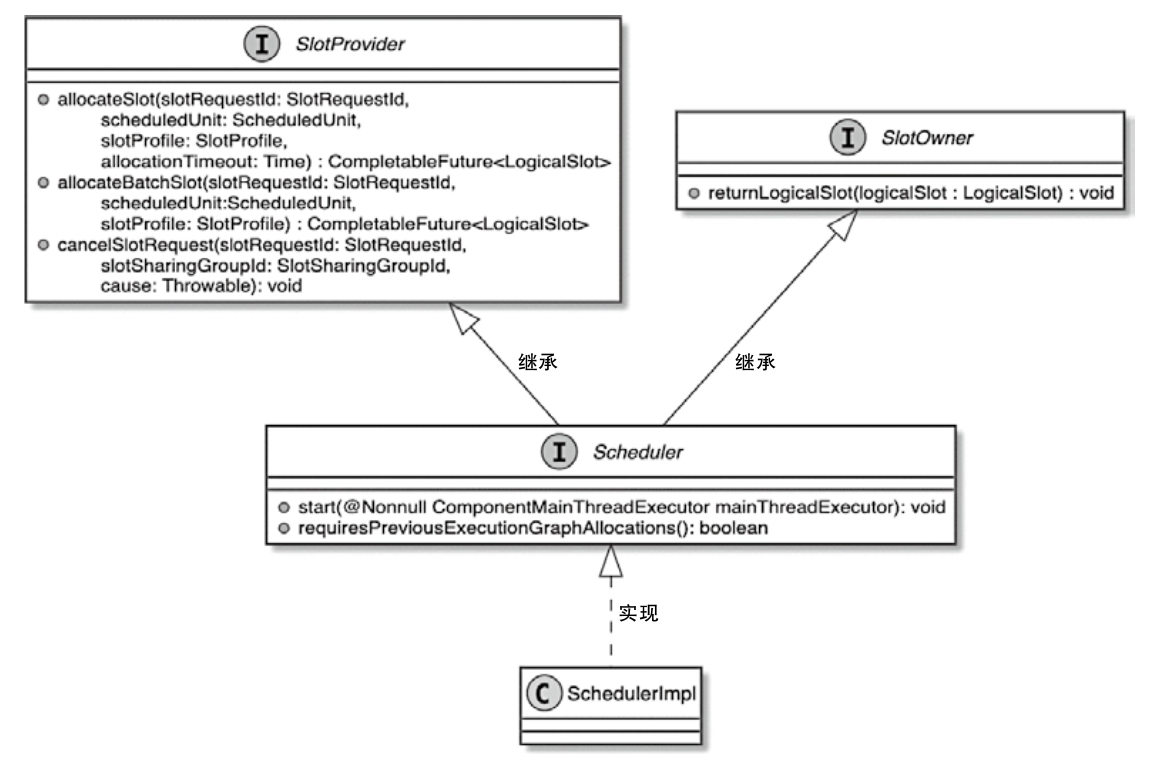 I SlotProvider
allocateSlot(slotRequestId: SlotRequestId,
scheduledUnit: ScheduledUnit,
slotProfile: SlotProfile,
allocationTimeout: Time) : CompletableFuture<LogicalSlot>
allocateBatchSlot(slotRequestId: SlotRequestId,
scheduledUnit:ScheduledUnit,
slotProfile: SlotProfile) : CompletableFuture<LogicalSlot>
cancelSlotRequest(slotRequestId: SlotRequestId,
slotSharingGroupId: SlotSharingGroupId,
cause: Throwable): void
I SlotOwner
returnLogicalSlot(logicalSlot : LogicalSlot) : void
继承
继承
I Scheduler
start(@Nonnull ComponentMainThreadExecutor mainThreadExecutor): void
requiresPreviousExecutionGraphAllocations(): boolean
实现
C SchedulerImpl